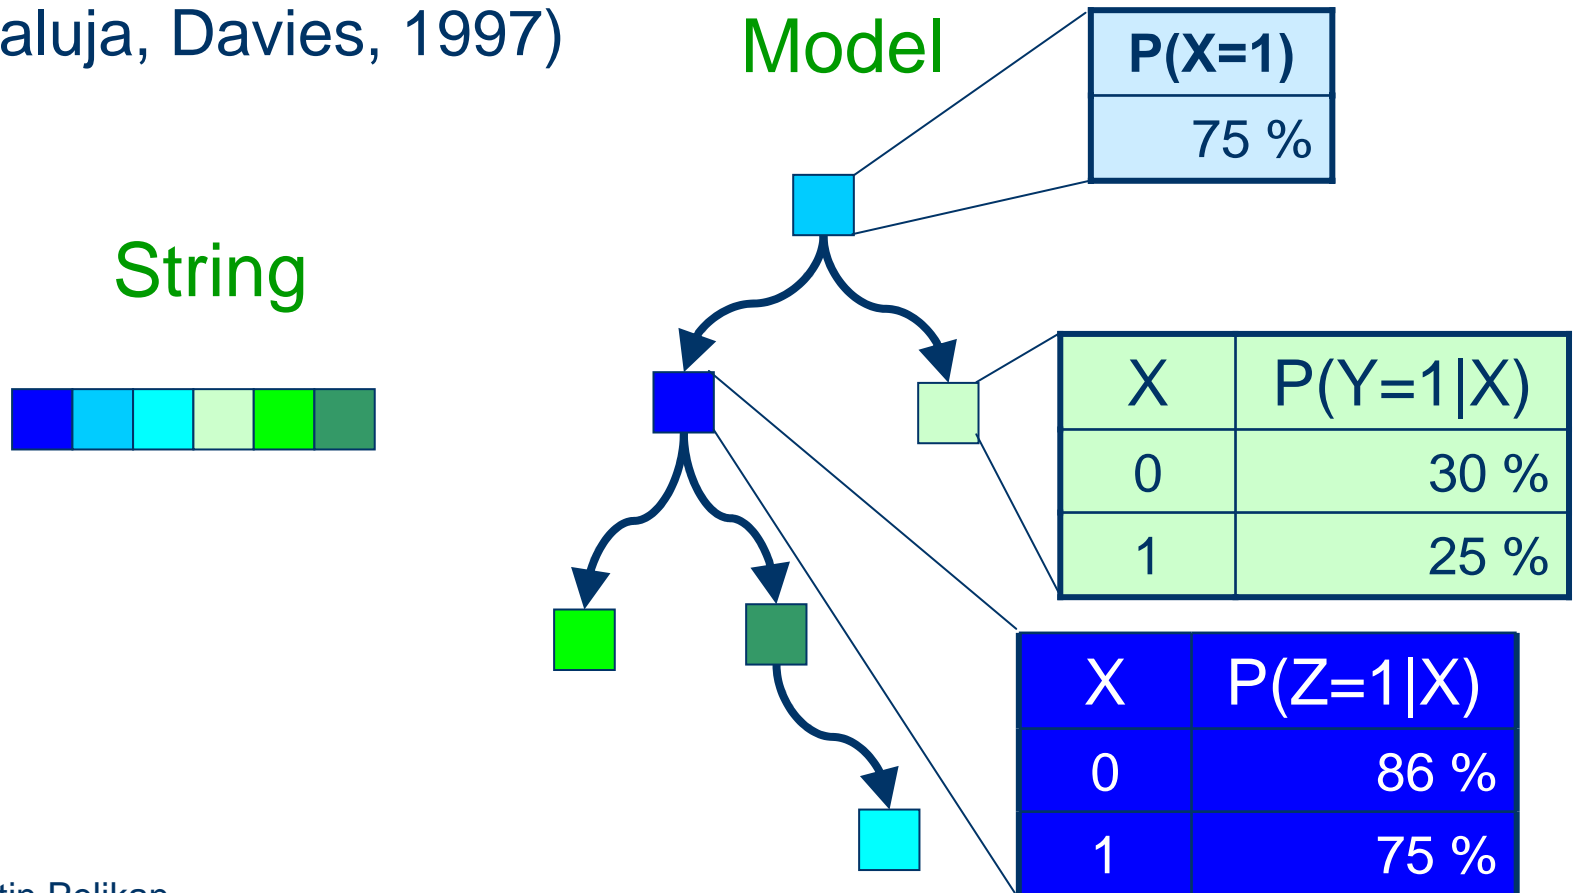 aluja, Davies, 1997)
Model
String
P(X=1)
75 %
X P(Y=1|X)
0 30 %
1 25 %
X P(Z=1|X)
0 86 %
1 75 %